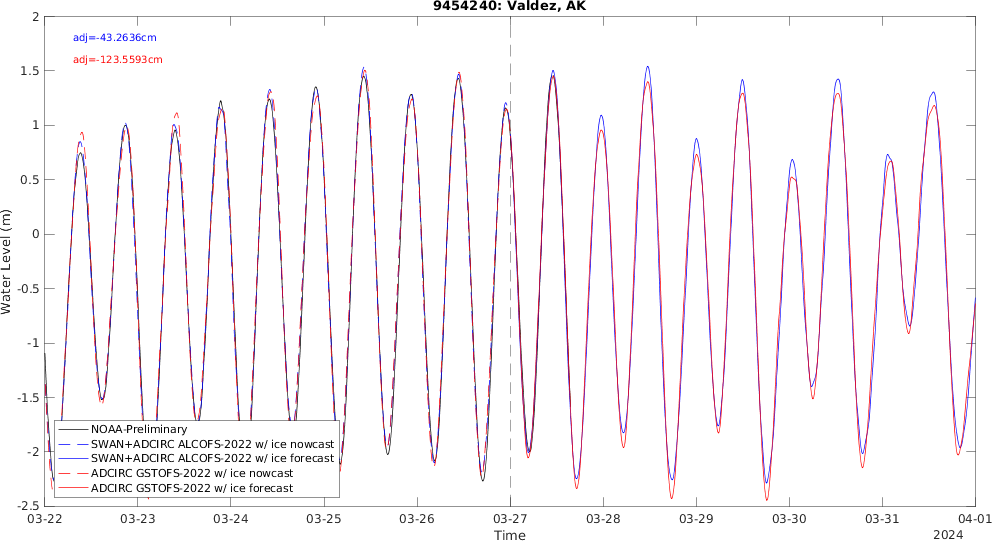 9454240: Valdez, AK
adj=-43.2636cm
adj=-123.5593cm
2
1.5
1
0.5
0
-0.5
-1
-1.5
-2
-2.5
Water Level (m)
NOAA-Preliminary
SWAN+ADCIRC ALCOFS-2022 w/ ice nowcast
SWAN+ADCIRC ALCOFS-2022 w/ ice forecast
ADCIRC GSTOFS-2022 w/ ice nowcast
ADCIRC GSTOFS-2022 w/ ice forecast
03-22 03-23 03-24 03-25 03-26 03-27 03-28 03-29 03-30 03-31 04-01
Time
2024